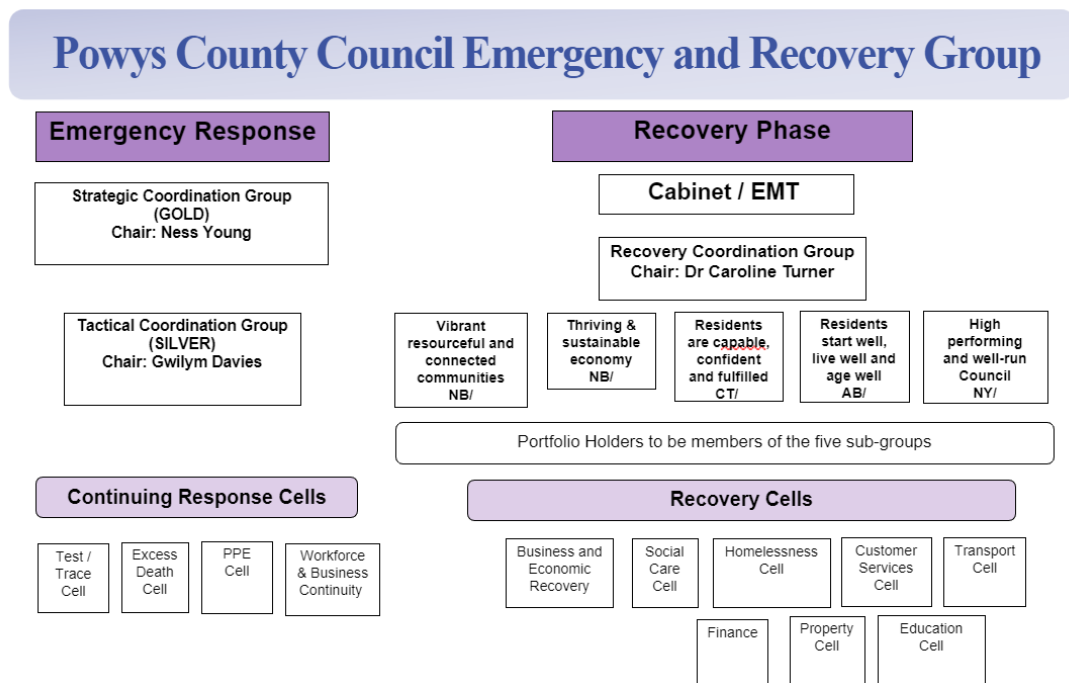 Powys County Council Emergency and Recovery Group
Emergency Response
Strategic Coordination Group
(GOLD)
Chair: Ness Young
Tactical Coordination Group
(SILVER)
Chair: Gwilym Davies
Recovery Phase
Cabinet / EMT
Recovery Coordination Group
Chair: Dr Caroline Turner
Vibrant
resourceful and
connected
communities
NB/
Thriving &
sustainable
economy
NB/
Residents
are capable,
confident
and fulfilled
CT/
Residents
start well,
live well and
age well
AB/
High
performing
and well-run
Council
NY/
Portfolio Holders to be members of the five sub-groups
Continuing Response Cells
Test /
Trace
Cell
Excess
Death
Cell
PPE
Cell
Workforce
& Business
Continuity
Recovery Cells
Business and
Economic
Recovery
Social
Care
Cell
Homelessness
Cell
Customer
Services
Cell
Transport
Cell
Finance
Property
Cell
Education
Cell